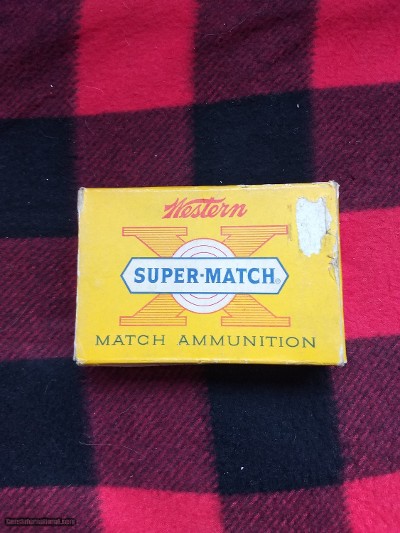 Western
X
SUPER·MATCH
MATCH AMMUNITION